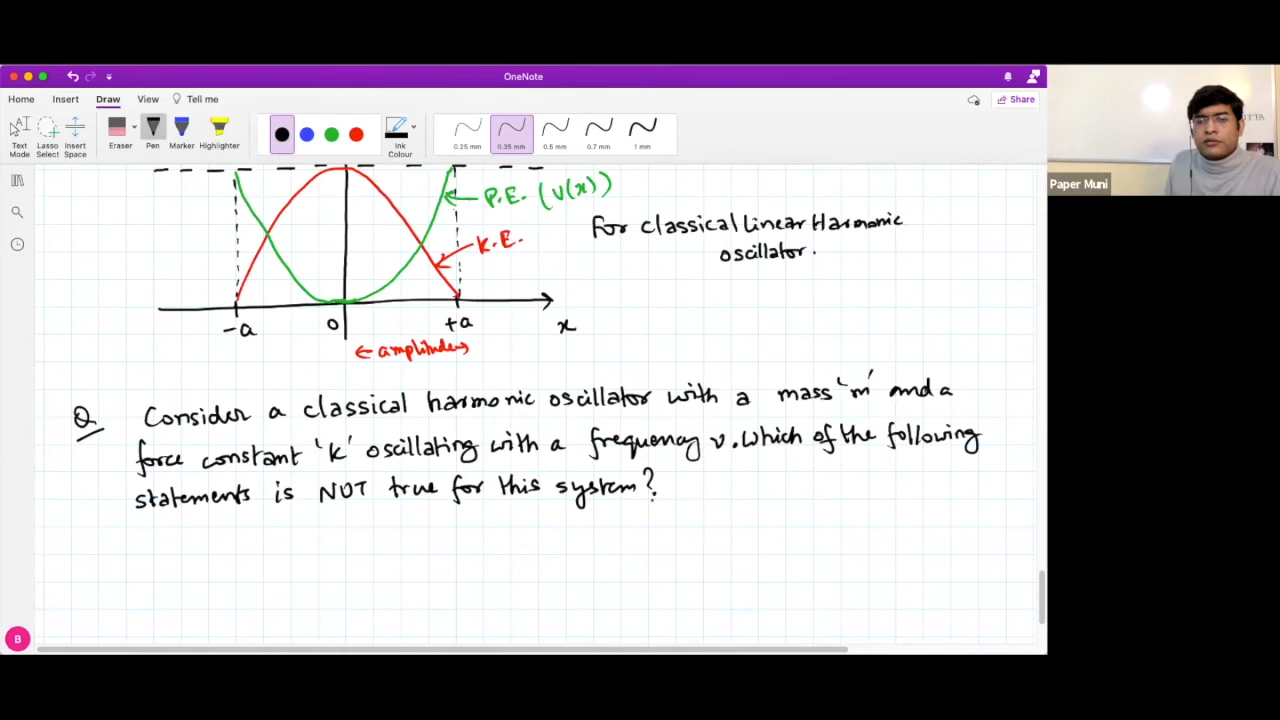 OneNote
Home Insert Draw View Tell me
Share
Text Mode
Lasso Select
Insert Space
Eraser
Pen
Marker
Highlighter
Ink Colour
0.25 mm 0.35 mm 0.5 mm 0.7 mm 1 mm
Paper Muni
P.E. (V(x))
K.E.
For classical Linear Harmonic
oscillator.
-a 0 +a x
amplitude
Q Consider a classical harmonic oscillator with a mass 'm' and a
force constant 'k' oscillating with a frequency ν. Which of the following
statements is NOT true for this system?
B